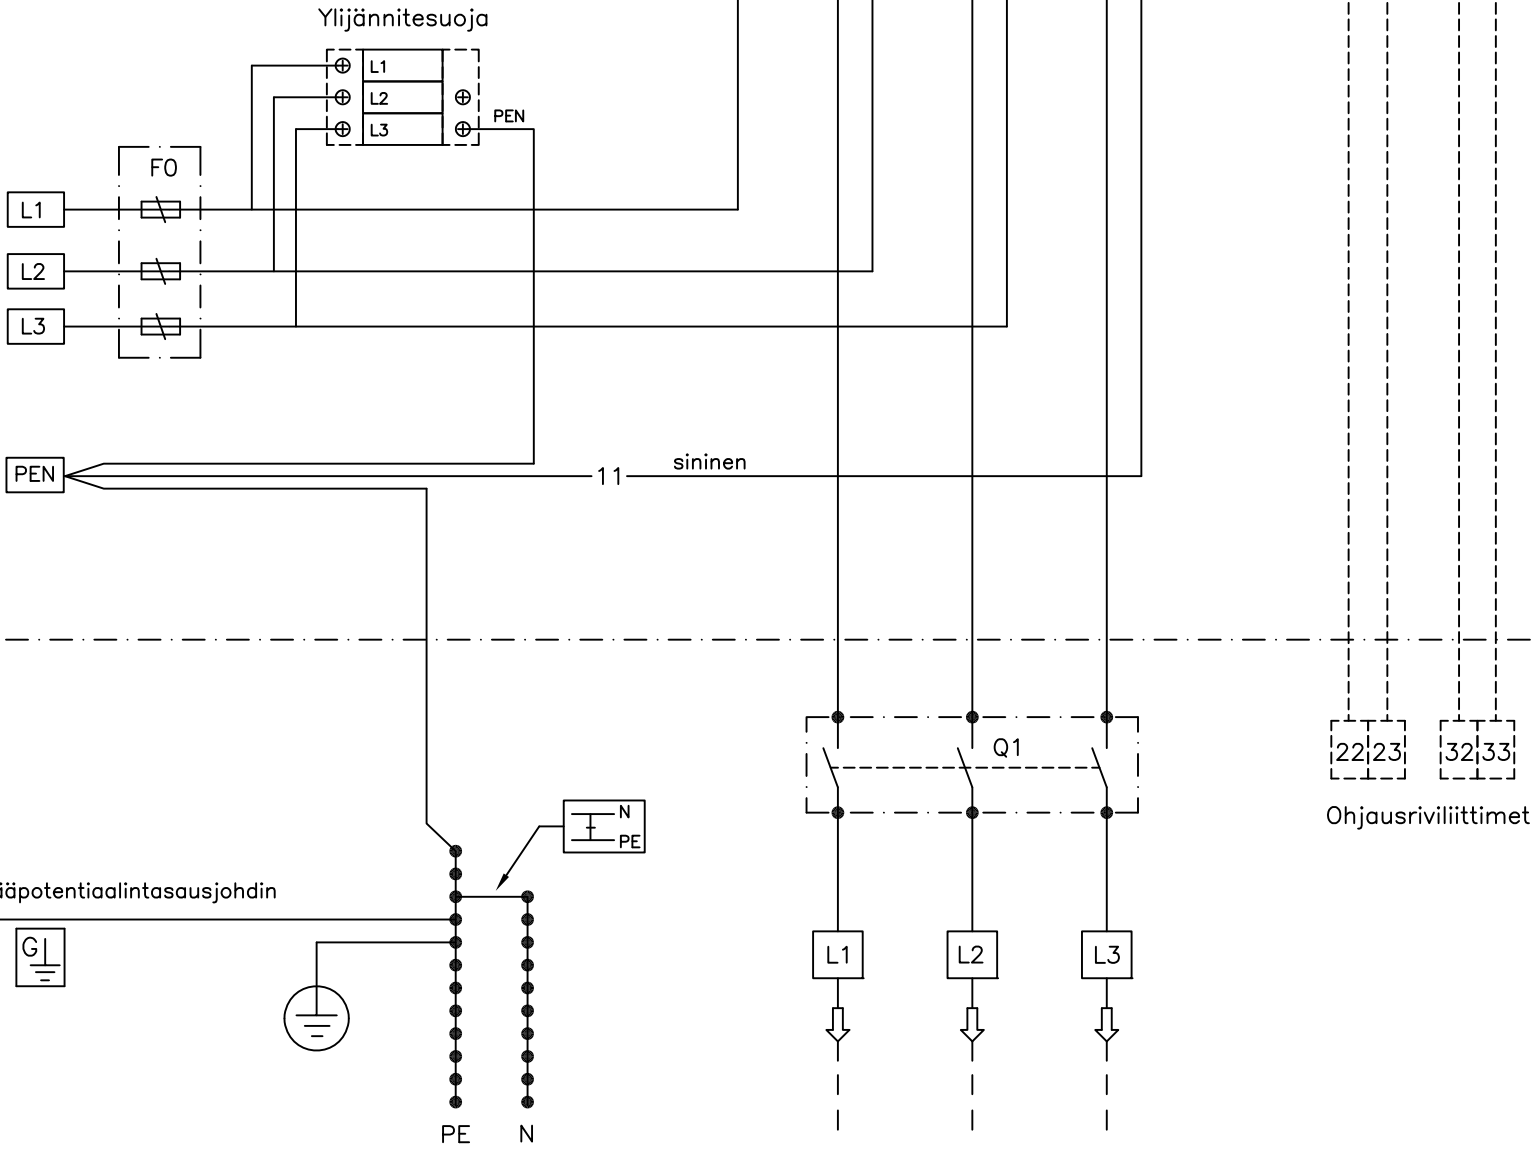 Ylijännitesuoja
L1
L2
L3
PEN
F0
L1
L2
L3
PEN
11
sininen
Q1
22 23 32 33
Ohjausriviliittimet
N
PE
ääpotentiaalintasausjohdin
G
L1 L2 L3
PE N